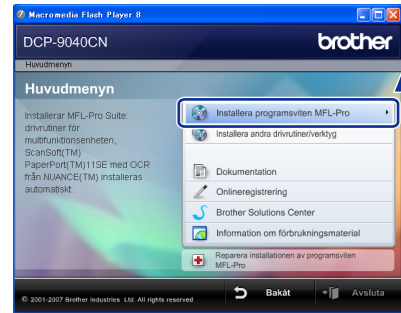 Macromedia Flash Player 8
DCP-9040CN
brother
Huvudmenyn
Huvudmenyn
Installerar MFL-Pro Suite:
drivrutiner för
multifunktionsenheten,
ScanSoft(TM)
PaperPort(TM)11SE med OCR
från NUANCE(TM) installeras
automatiskt.
Installera programsviten MFL-Pro
Installera andra drivrutiner/verktyg
Dokumentation
Onlineregistrering
Brother Solutions Center
Information om förbrukningsmaterial
Reparera installationen av programsviten
MFL-Pro
© 2001-2007 Brother Industries Ltd. All rights reserved
Bakåt
Avsluta